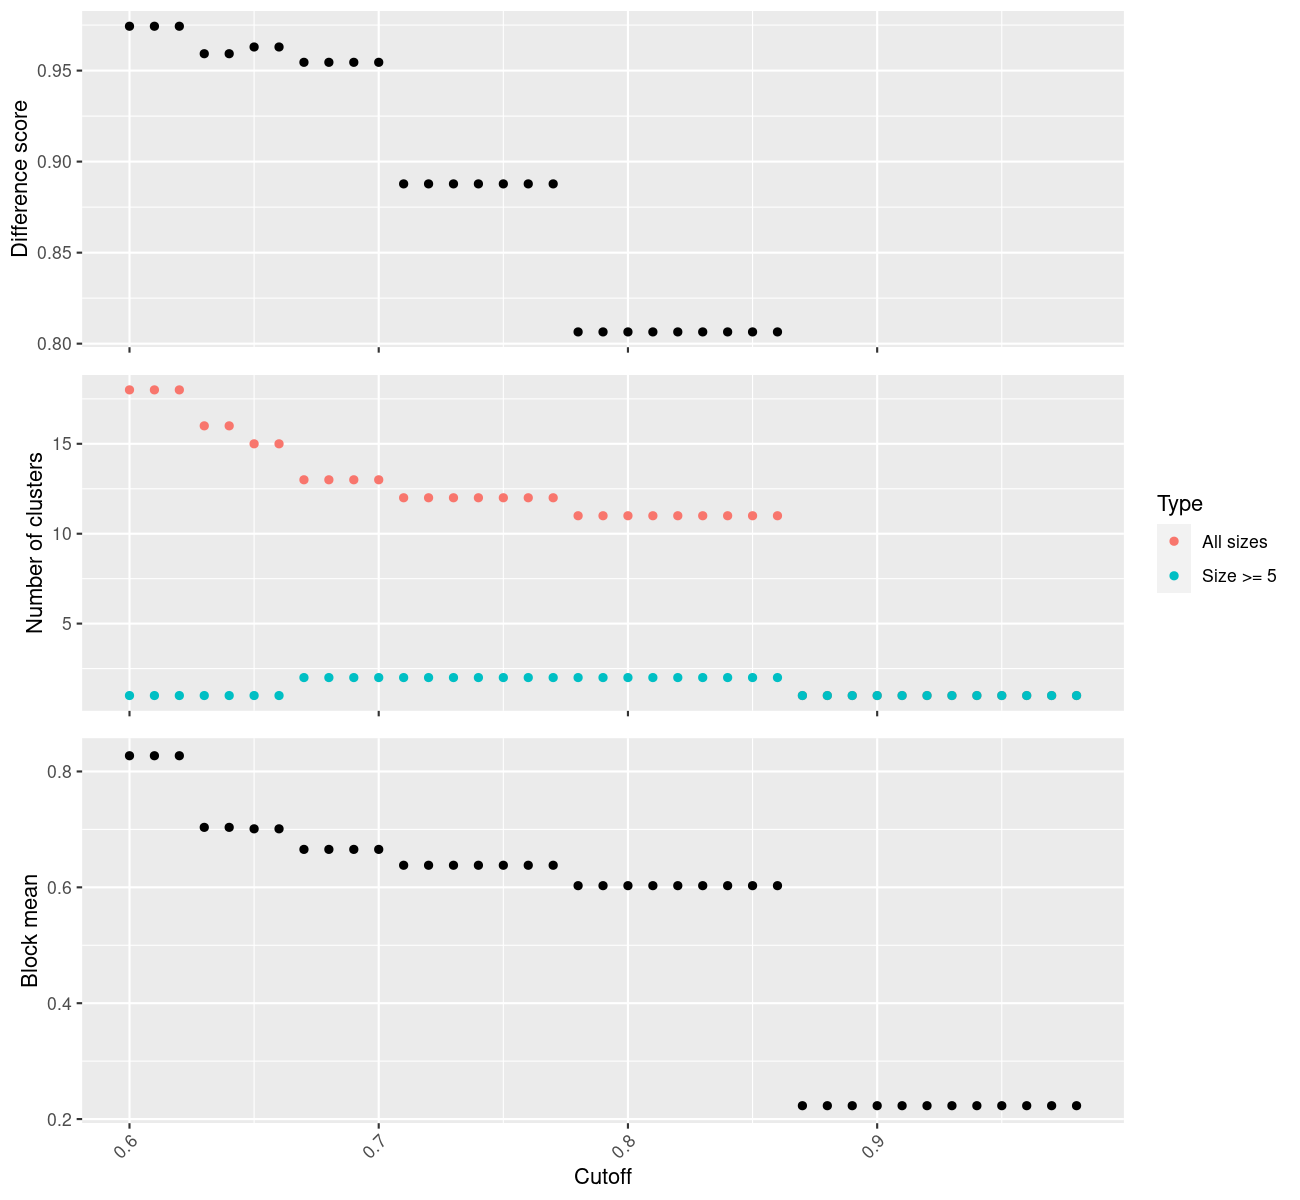 Difference score
0.95
0.90
0.85
0.80
Number of clusters
15
10
5
Type
All sizes
Size >= 5
Block mean
0.8
0.6
0.4
0.2
0.6
0.7
0.8
0.9
Cutoff